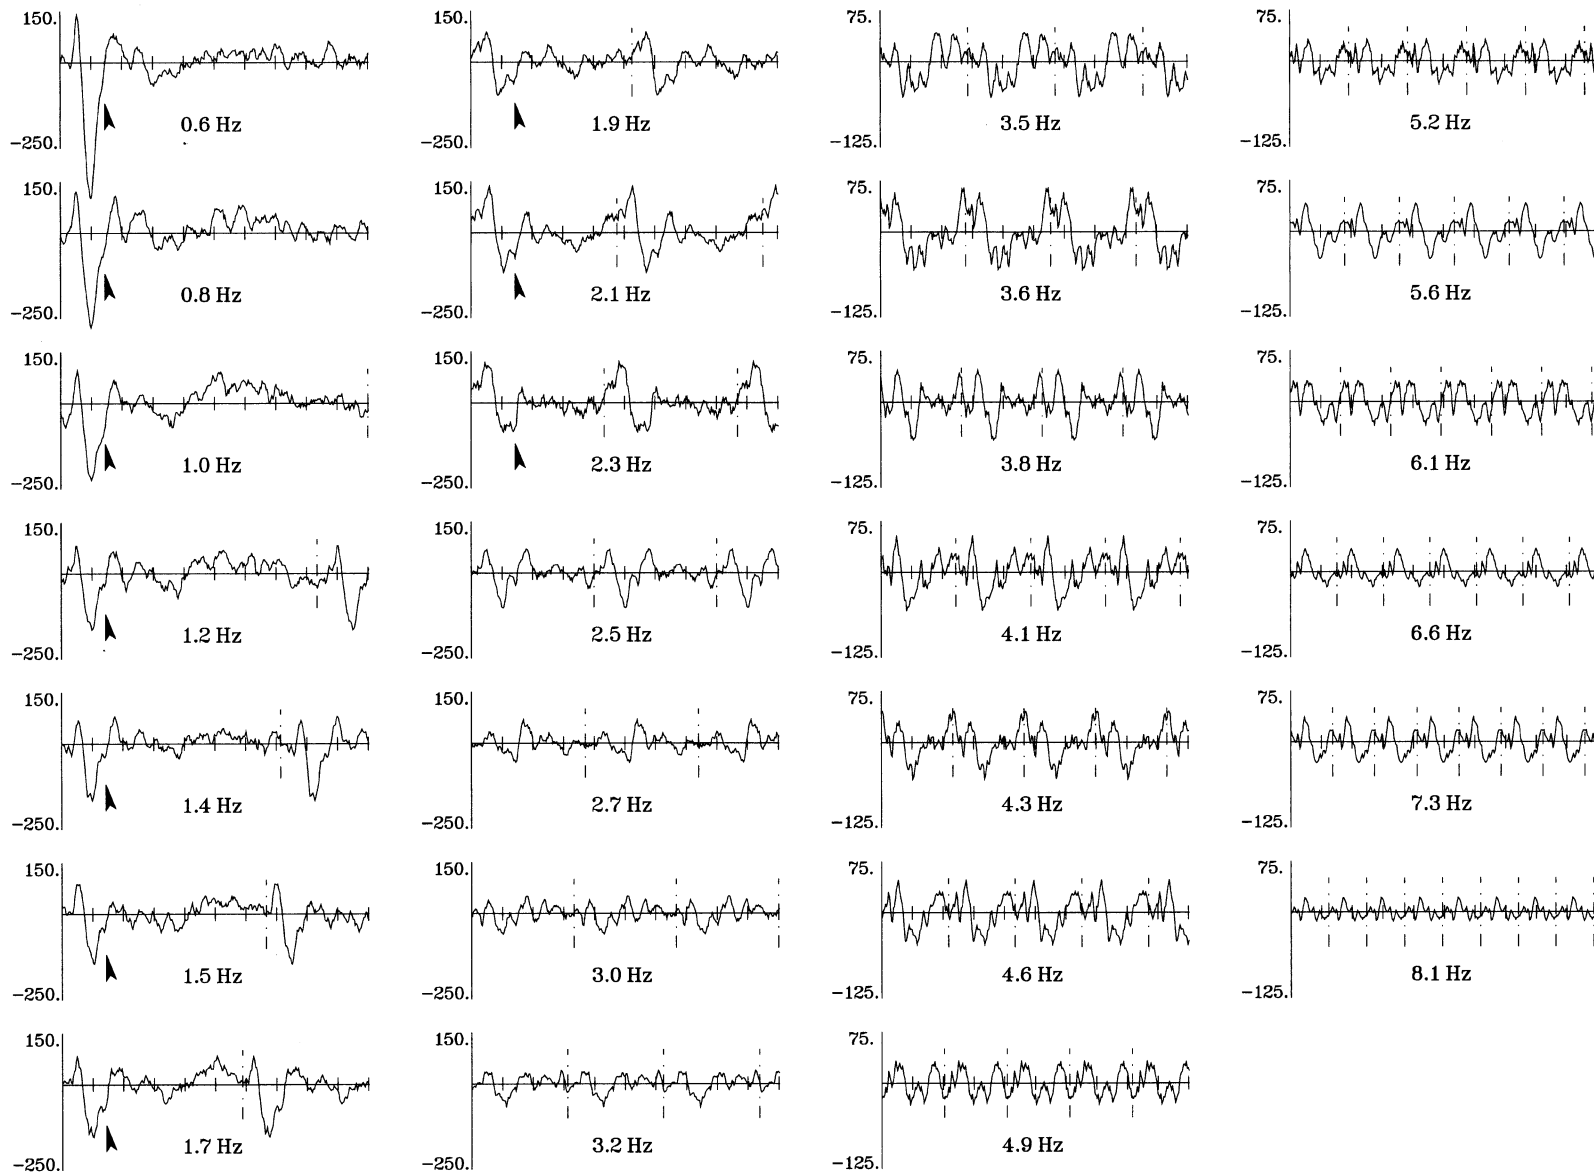 150.
-250.
0.6 Hz
150.
-250.
0.8 Hz
150.
-250.
1.0 Hz
150.
-250.
1.2 Hz
150.
-250.
1.4 Hz
150.
-250.
1.5 Hz
150.
-250.
1.7 Hz
150.
-250.
1.9 Hz
150.
-250.
2.1 Hz
150.
-250.
2.3 Hz
150.
-250.
2.5 Hz
150.
-250.
2.7 Hz
150.
-250.
3.0 Hz
150.
-250.
3.2 Hz
75.
-125.
3.5 Hz
75.
-125.
3.6 Hz
75.
-125.
3.8 Hz
75.
-125.
4.1 Hz
75.
-125.
4.3 Hz
75.
-125.
4.6 Hz
75.
-125.
4.9 Hz
75.
-125.
5.2 Hz
75.
-125.
5.6 Hz
75.
-125.
6.1 Hz
75.
-125.
6.6 Hz
75.
-125.
7.3 Hz
75.
-125.
8.1 Hz